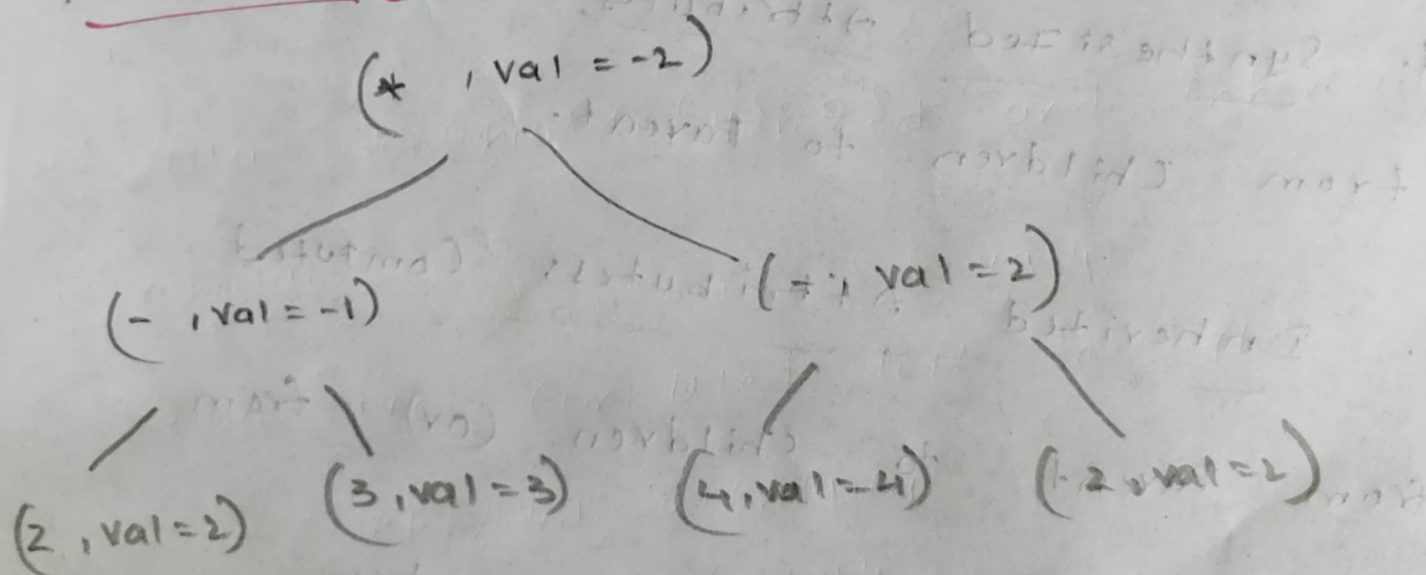 (* , val = -2)
(- , val = -1) (÷, val = 2)
(2 , val = 2) (3, val = 3) (4, val = 4) (2, val = 2)